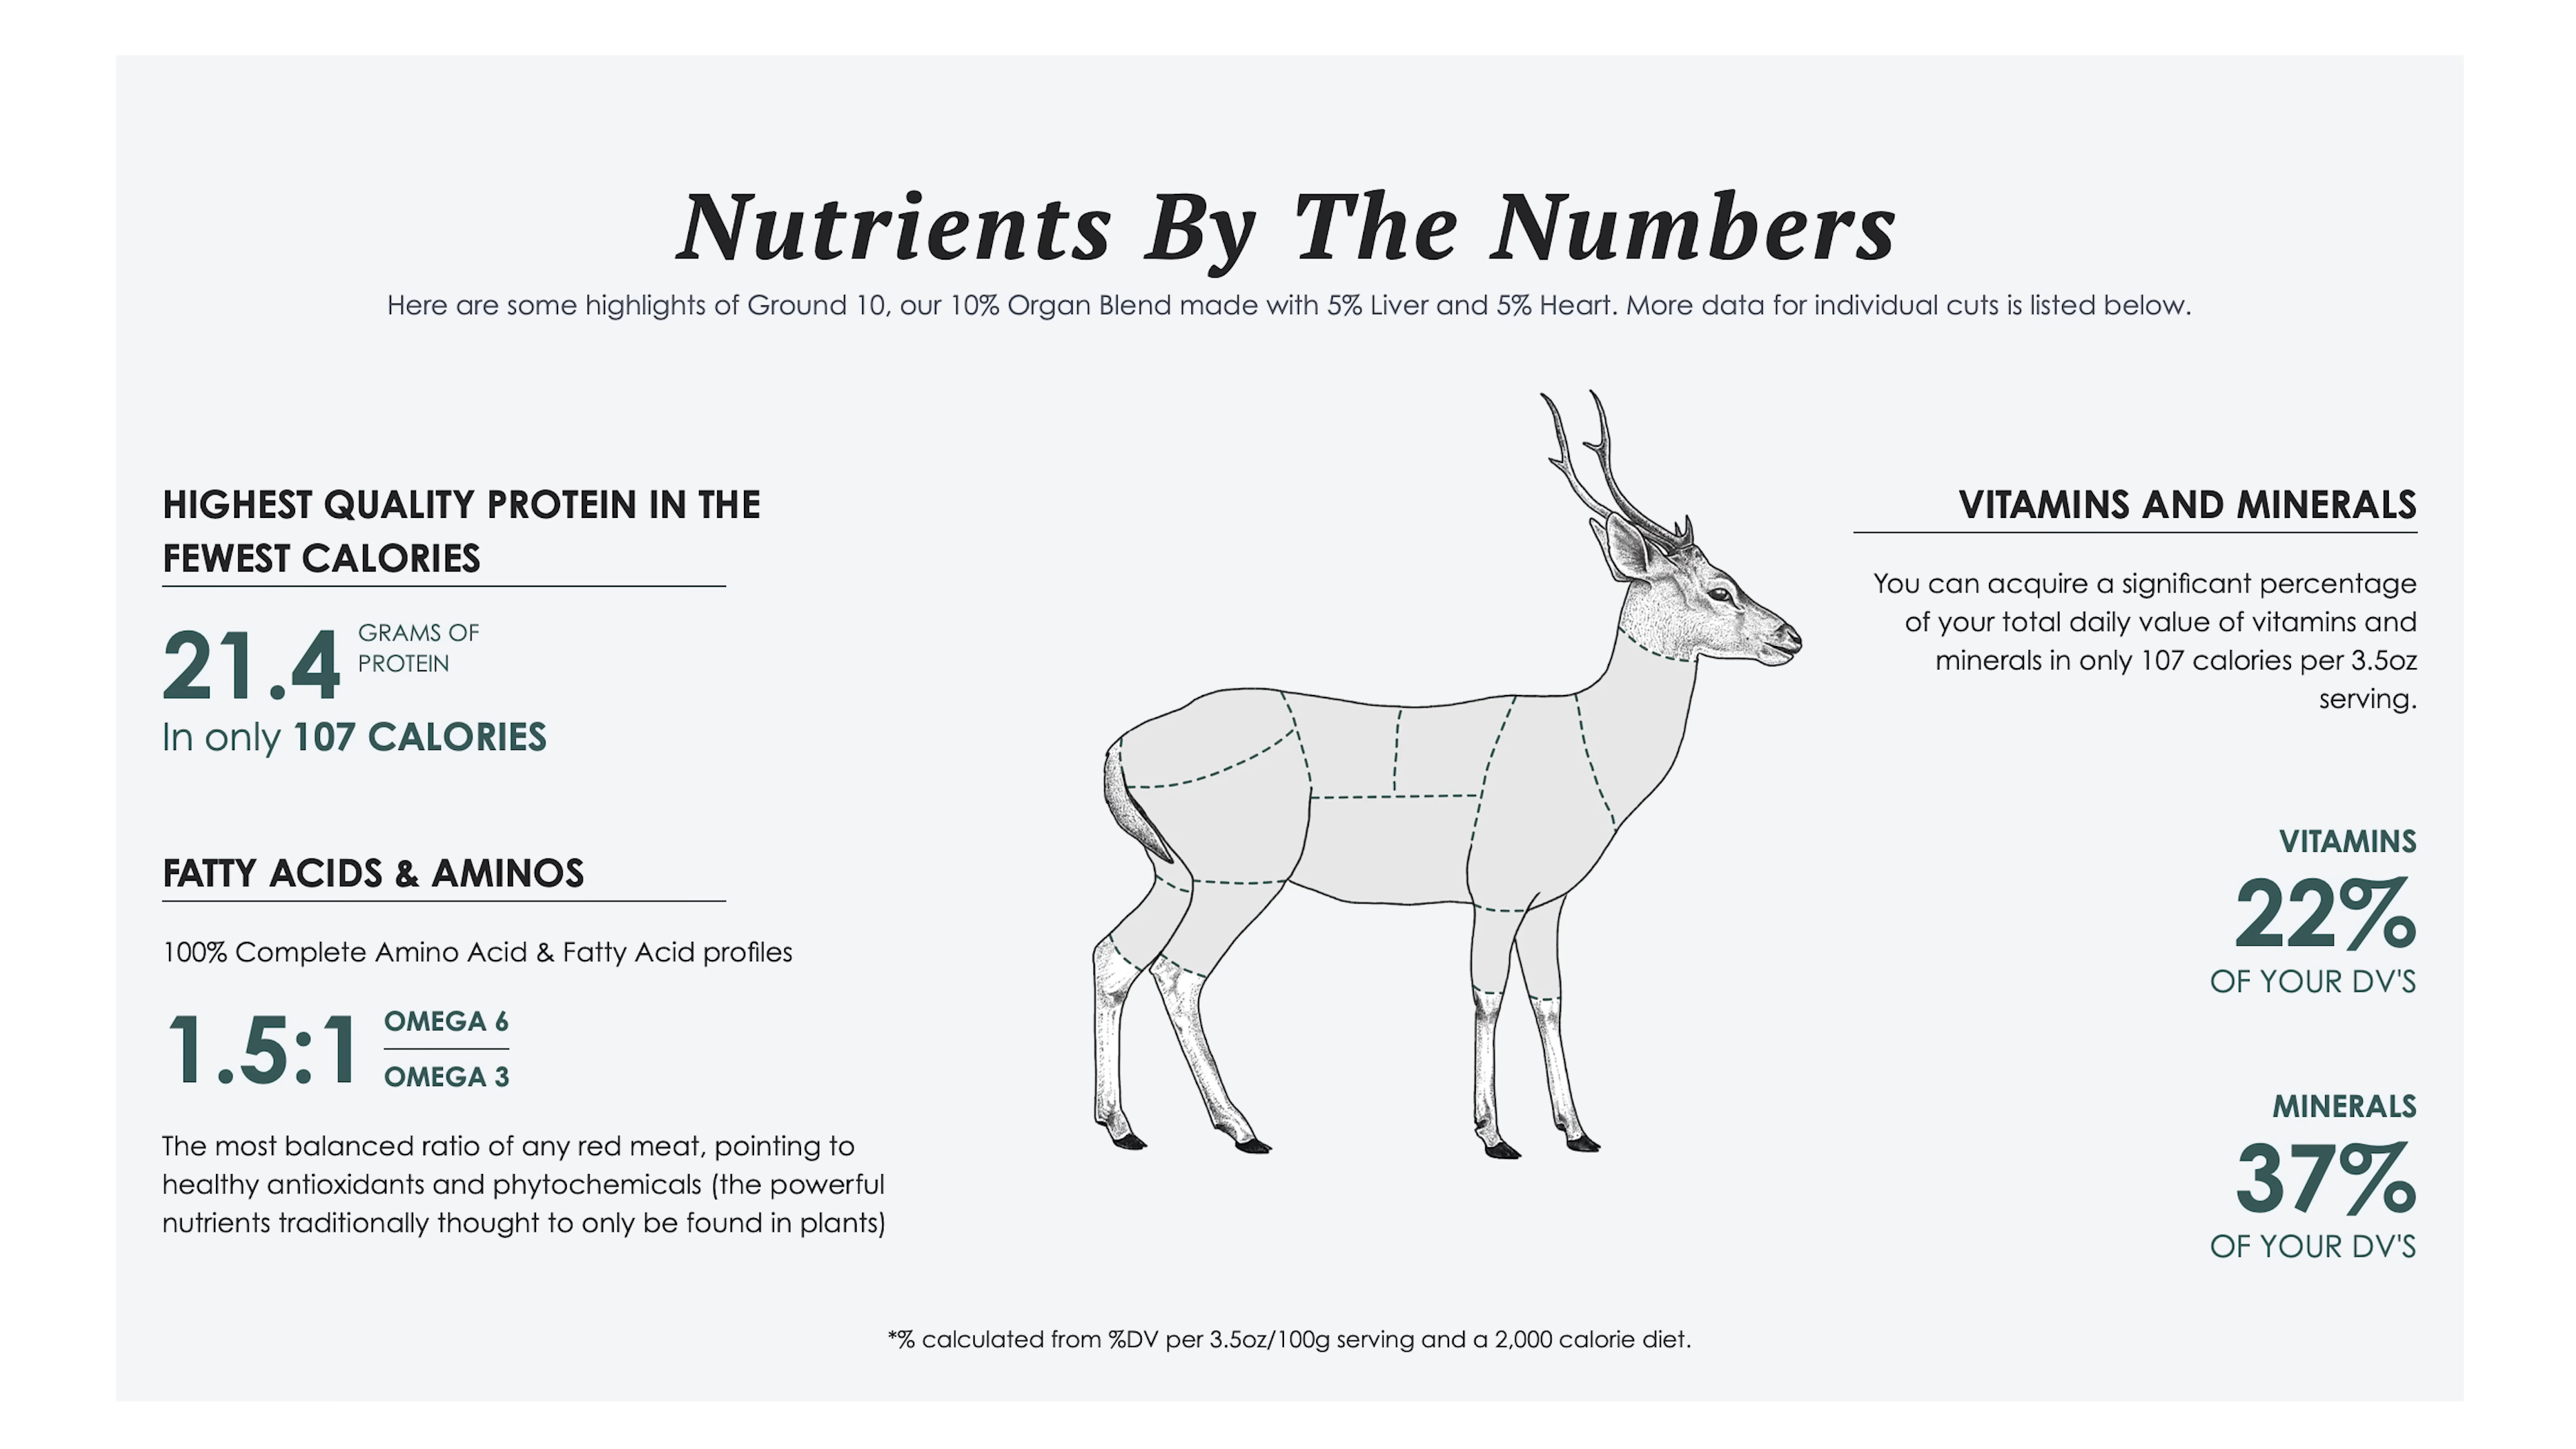 Nutrients By The Numbers
Here are some highlights of Ground 10, our 10% Organ Blend made with 5% Liver and 5% Heart. More data for individual cuts is listed below.
HIGHEST QUALITY PROTEIN IN THE
FEWEST CALORIES
21.4 GRAMS OF
PROTEIN
In only 107 CALORIES
FATTY ACIDS & AMINOS
100% Complete Amino Acid & Fatty Acid profiles
1.5:1 OMEGA 6
OMEGA 3
The most balanced ratio of any red meat, pointing to
healthy antioxidants and phytochemicals (the powerful
nutrients traditionally thought to only be found in plants)
VITAMINS AND MINERALS
You can acquire a significant percentage
of your total daily value of vitamins and
minerals in only 107 calories per 3.5oz
serving.
VITAMINS
22%
OF YOUR DV'S
MINERALS
37%
OF YOUR DV'S
*% calculated from %DV per 3.5oz/100g serving and a 2,000 calorie diet.